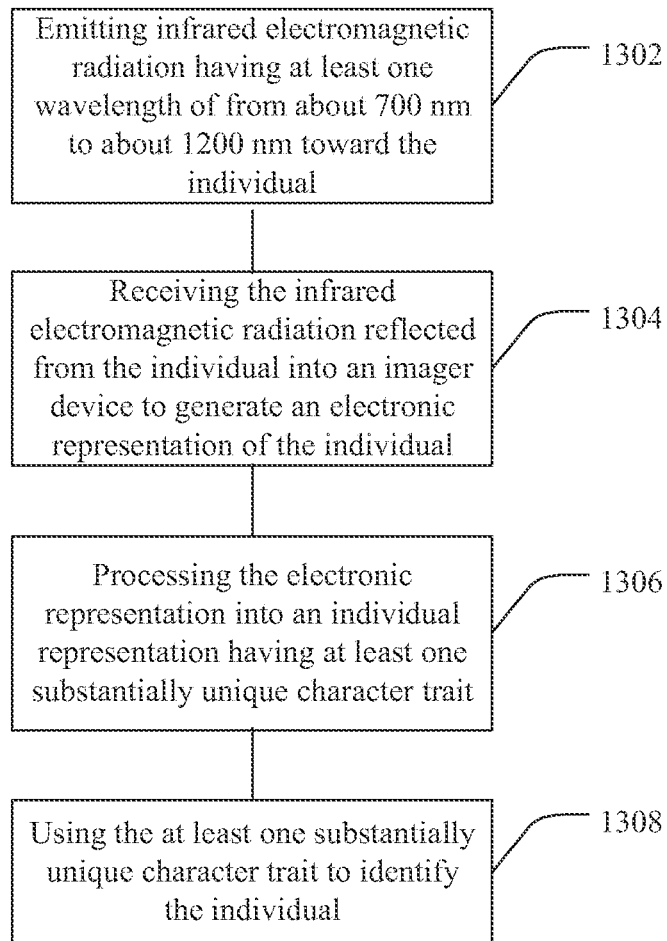 Emitting infrared electromagnetic
radiation having at least one
wavelength of from about 700 nm
to about 1200 nm toward the
individual
1302
Receiving the infrared
electromagnetic radiation reflected
from the individual into an imager
device to generate an electronic
representation of the individual
1304
Processing the electronic
representation into an individual
representation having at least one
substantially unique character trait
1306
Using the at least one substantially
unique character trait to identify
the individual
1308